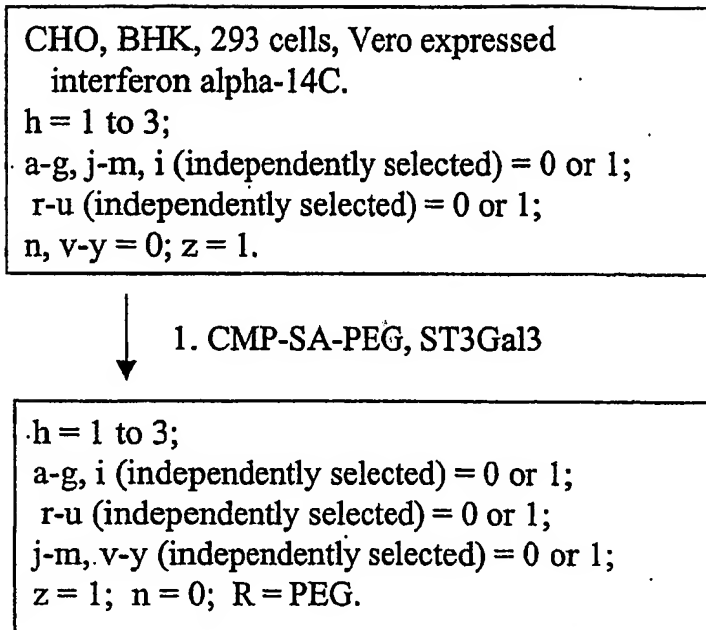 CHO, BHK, 293 cells, Vero expressed
interferon alpha-14C.
h = 1 to 3;
a-g, j-m, i (independently selected) = 0 or 1;
r-u (independently selected) = 0 or 1;
n, v-y = 0; z = 1.
1. CMP-SA-PEG, ST3Gal3
h = 1 to 3;
a-g, i (independently selected) = 0 or 1;
r-u (independently selected) = 0 or 1;
j-m, v-y (independently selected) = 0 or 1;
z = 1; n = 0; R = PEG.